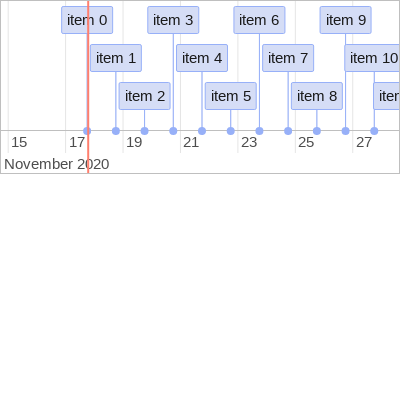 item 0 item 3 item 6 item 9
item 1 item 4 item 7 item 10
item 2 item 5 item 8
15 17 19 21 23 25 27
November 2020